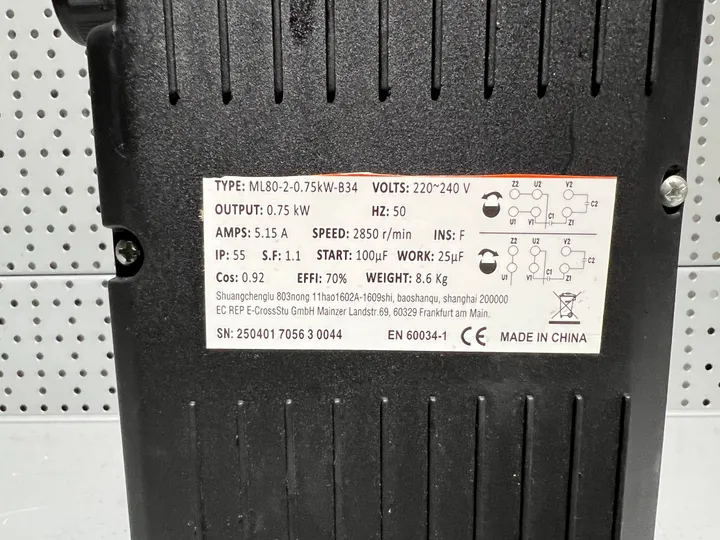 TYPE: ML80-2-0.75kW-B34 VOLTS: 220~240 V
OUTPUT: 0.75 kW HZ: 50
AMPS: 5.15 A SPEED: 2850 r/min INS: F
IP: 55 S.F: 1.1 START: 100μF WORK: 25μF
Cos: 0.92 EFFI: 70% WEIGHT: 8.6 Kg
Shuangchenglu 803nong 11hao1602A-1609shi, baoshanqu, shanghai 200000
EC REP E-CrossStu GmbH Mainzer Landstr.69, 60329 Frankfurt am Main.
SN: 250401 7056 3 0044 EN 60034-1 CE MADE IN CHINA
Z2 U2 V2
C2
U1 V1 C1 Z1
Z2 U2 V2
C2
U1 V1 C1 Z1